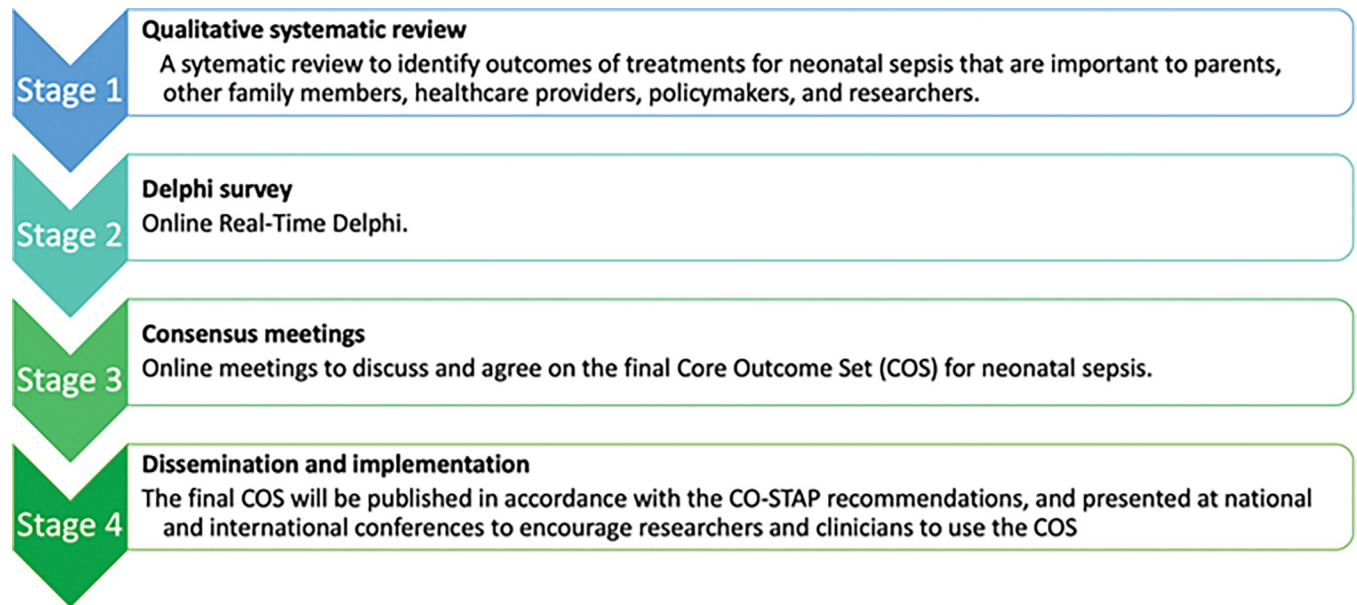 Stage 1
Qualitative systematic review
A sytematic review to identify outcomes of treatments for neonatal sepsis that are important to parents,
other family members, healthcare providers, policymakers, and researchers.
Stage 2
Delphi survey
Online Real-Time Delphi.
Stage 3
Consensus meetings
Online meetings to discuss and agree on the final Core Outcome Set (COS) for neonatal sepsis.
Stage 4
Dissemination and implementation
The final COS will be published in accordance with the CO-STAP recommendations, and presented at national
and international conferences to encourage researchers and clinicians to use the COS